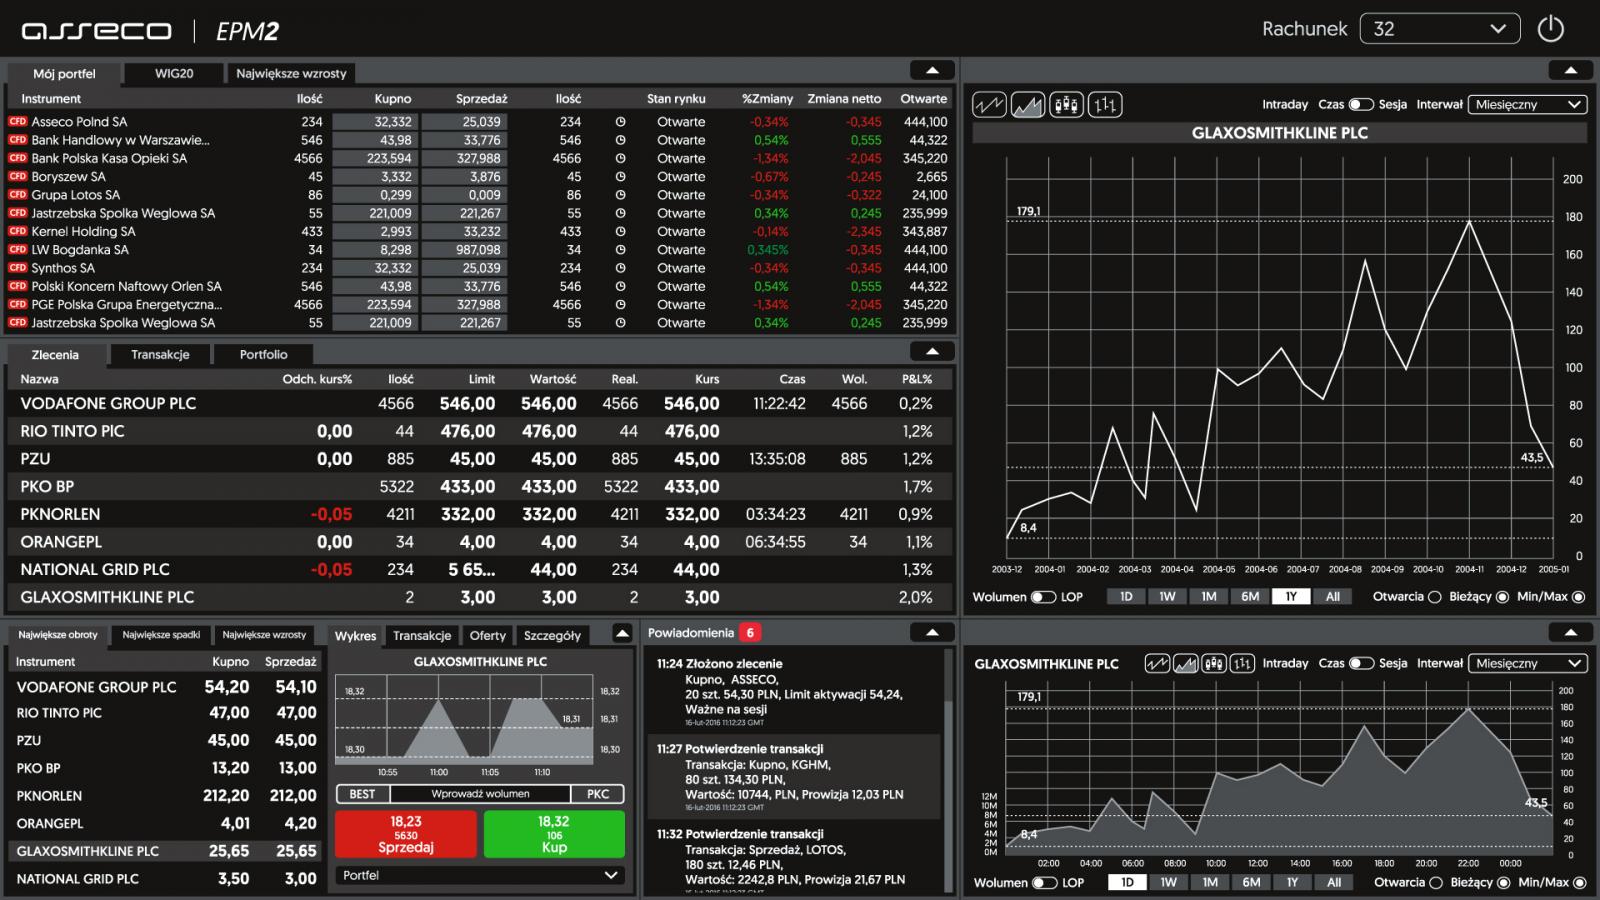 asseco | EPM2
Rachunek 32
Mój portfel WIG20 Największe wzrosty
Instrument Ilość Kupno Sprzedaż Ilość Stan rynku %Zmiany Zmiana netto Otwarte
CFD Asseco Polnd SA 234 32,332 25,039 234 Otwarte -0,34% -0,345 444,100
CFD Bank Handlowy w Warszawie... 546 43,98 33,776 546 Otwarte 0,54% 0,555 44,322
CFD Bank Polska Kasa Opieki SA 4566 223,594 327,988 4566 Otwarte -1,34% -2,045 345,220
CFD Boryszew SA 45 3,332 3,876 45 Otwarte -0,67% -0,245 2,665
CFD Grupa Lotos SA 86 0,299 0,009 86 Otwarte -0,34% -0,322 24,100
CFD Jastrzebska Spolka Weglowa SA 55 221,009 221,267 55 Otwarte 0,34% 0,245 235,999
CFD Kernel Holding SA 433 2,993 33,232 433 Otwarte -0,14% -2,345 343,887
CFD LW Bogdanka SA 34 8,298 987,098 34 Otwarte 0,345% -0,345 444,100
CFD Synthos SA 234 32,332 25,039 234 Otwarte -0,34% -0,345 444,100
CFD Polski Koncern Naftowy Orlen SA 546 43,98 33,776 546 Otwarte 0,54% 0,555 44,322
CFD PGE Polska Grupa Energetyczna... 4566 223,594 327,988 4566 Otwarte -1,34% -2,045 345,220
CFD Jastrzebska Spolka Weglowa SA 55 221,009 221,267 55 Otwarte 0,34% 0,245 235,999
Zlecenia Transakcje Portfolio
Nazwa Odch. kurs% Ilość Limit Wartość Real. Kurs Czas Wol. P&L%
VODAFONE GROUP PLC 4566 546,00 546,00 4566 546,00 11:22:42 4566 0,2%
RIO TINTO PIC 0,00 44 476,00 476,00 44 476,00 1,2%
PZU 0,00 885 45,00 45,00 885 45,00 13:35:08 885 1,2%
PKO BP 5322 433,00 433,00 5322 433,00 1,7%
PKNORLEN -0,05 4211 332,00 332,00 4211 332,00 03:34:23 4211 0,9%
ORANGEPL 0,00 34 4,00 4,00 34 4,00 06:34:55 34 1,1%
NATIONAL GRID PLC -0,05 234 5 65... 44,00 234 44,00 1,3%
GLAXOSMITHKLINE PLC 2 3,00 3,00 2 3,00 2,0%
Intraday Czas Sesja Interwał Miesięczny
GLAXOSMITHKLINE PLC
200
179,1
180
160
140
120
100
80
60
43,5
40
20
8,4
0
2003-12 2004-01 2004-02 2004-03 2004-04 2004-05 2004-06 2004-07 2004-08 2004-09 2004-10 2004-11 2004-12 2005-01
Wolumen LOP 1D 1W 1M 6M 1Y All Otwarcia Bieżący Min/Max
Największe obroty Największe spadki Największe wzrosty
Instrument Kupno Sprzedaż
VODAFONE GROUP PLC 54,20 54,10
RIO TINTO PIC 47,00 47,00
PZU 45,00 45,00
PKO BP 13,20 13,00
PKNORLEN 212,20 212,00
ORANGEPL 4,01 4,20
GLAXOSMITHKLINE PLC 25,65 25,65
NATIONAL GRID PLC 3,50 3,00
Wykres Transakcje Oferty Szczegóły
GLAXOSMITHKLINE PLC
18,32 18,32
18,31 18,31
18,30 18,30
10:55 11:00 11:05 11:10
BEST Wprowadź wolumen PKC
18,23 18,32
5630 106
Sprzedaj Kup
Portfel
Powiadomienia 6
11:24 Złożono zlecenie
Kupno, ASSECO,
20 szt. 54,30 PLN, Limit aktywacji 54,24,
Ważne na sesji
16-lut-2016 11:12:23 GMT
11:27 Potwierdzenie transakcji
Transakcja: Kupno, KGHM,
80 szt. 134,30 PLN,
Wartość: 10744, PLN, Prowizja 12,03 PLN
16-lut-2016 11:12:23 GMT
11:32 Potwierdzenie transakcji
Transakcja: Sprzedaż, LOTOS,
180 szt. 12,46 PLN,
Wartość: 2242,8 PLN, Prowizja 21,67 PLN
GLAXOSMITHKLINE PLC Intraday Czas Sesja Interwał Miesięczny
200
179,1
180
160
140
120
100
12M 80
10M 43,5 60
8M
6M 40
4M 8,4
2M 20
0M 0
02:00 04:00 06:00 08:00 10:00 12:00 14:00 16:00 18:00 20:00 22:00 00:00
Wolumen LOP 1D 1W 1M 6M 1Y All Otwarcia Bieżący Min/Max